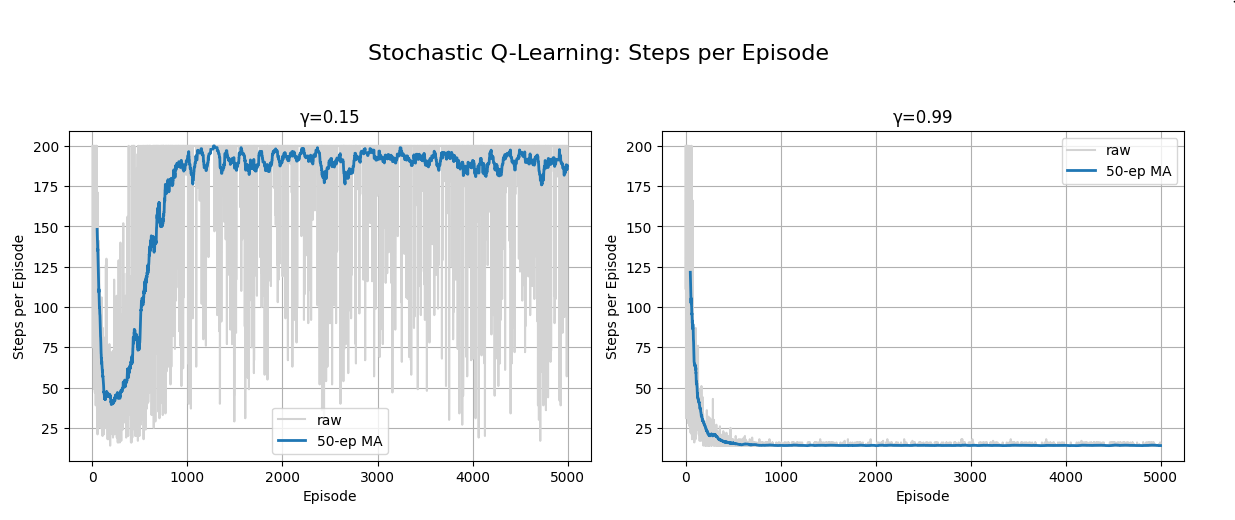 Stochastic Q-Learning: Steps per Episode
γ=0.15
200
175
150
125
100
75
50
25
Steps per Episode
raw
50-ep MA
0
1000
2000
3000
4000
5000
Episode
γ=0.99
200
175
150
125
100
75
50
25
Steps per Episode
raw
50-ep MA
0
1000
2000
3000
4000
5000
Episode